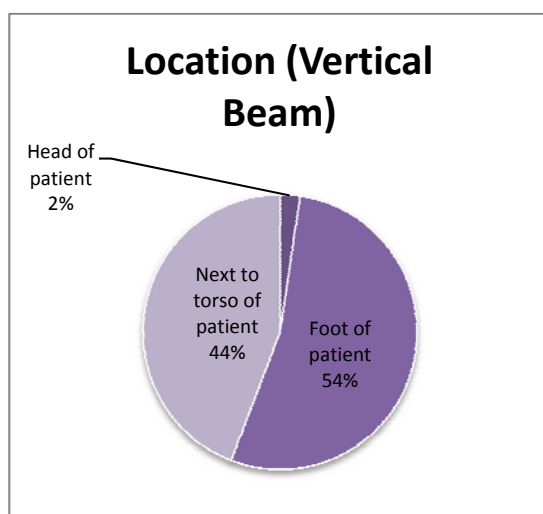 Location (Vertical
Beam)
Head of
patient
2%
Next to
torso of
patient
44%
Foot of
patient
54%